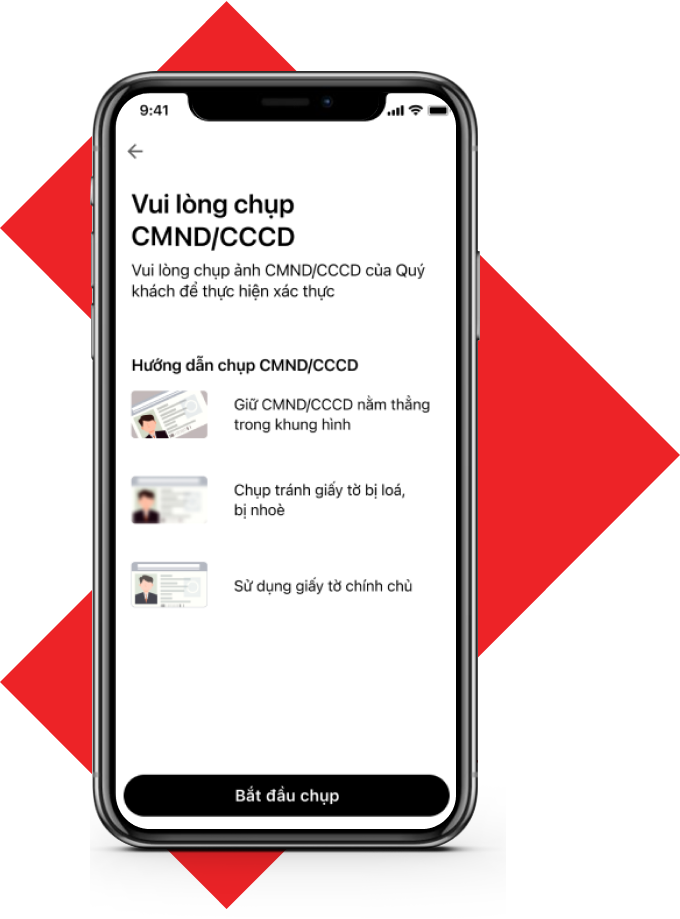 9:41
Vui lòng chụp
CMND/CCCD
Vui lòng chụp ảnh CMND/CCCD của Quý
khách để thực hiện xác thực
Hướng dẫn chụp CMND/CCCD
Giữ CMND/CCCD nằm thẳng
trong khung hình
Chụp tránh giấy tờ bị loá,
bị nhoè
Sử dụng giấy tờ chính chủ
Bắt đầu chụp